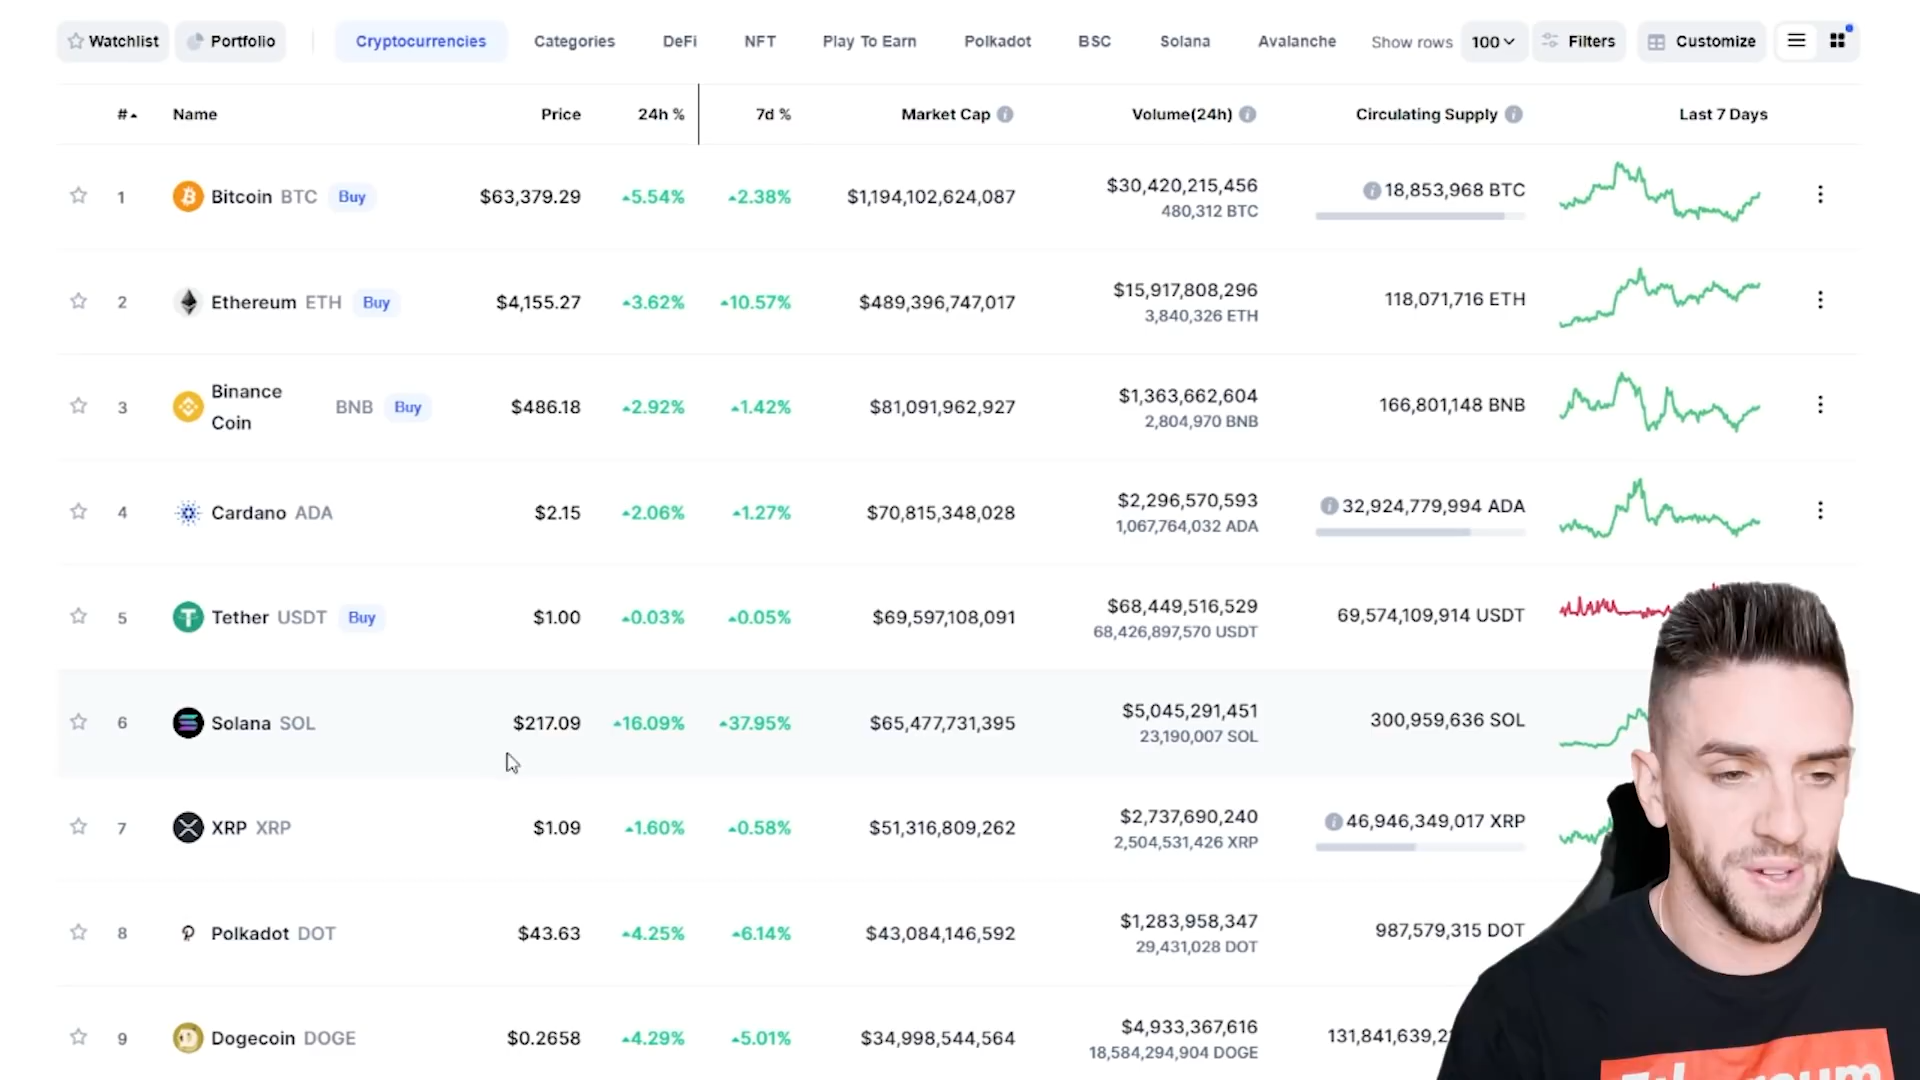 Watchlist Portfolio Cryptocurrencies Categories DeFi NFT Play To Earn Polkadot BSC Solana Avalanche Show rows 100 Filters Customize
# Name Price 24h % 7d % Market Cap Volume(24h) Circulating Supply Last 7 Days
1 Bitcoin BTC Buy $63,379.29 5.54% 2.38% $1,194,102,624,087 $30,420,215,456 18,853,968 BTC
480,312 BTC
2 Ethereum ETH Buy $4,155.27 3.62% 10.57% $489,396,747,017 $15,917,808,296 118,071,716 ETH
3,840,326 ETH
3 Binance Coin BNB Buy $486.18 2.92% 1.42% $81,091,962,927 $1,363,662,604 166,801,148 BNB
2,804,970 BNB
4 Cardano ADA $2.15 2.06% 1.27% $70,815,348,028 $2,296,570,593 32,924,779,994 ADA
1,067,764,032 ADA
5 Tether USDT Buy $1.00 0.03% 0.05% $69,597,108,091 $68,449,516,529 69,574,109,914 USDT
68,426,897,570 USDT
6 Solana SOL $217.09 16.09% 37.95% $65,477,731,395 $5,045,291,451 300,959,636 SOL
23,190,007 SOL
7 XRP XRP $1.09 1.60% 0.58% $51,316,809,262 $2,737,690,240 46,946,349,017 XRP
2,504,531,426 XRP
8 Polkadot DOT $43.63 4.25% 6.14% $43,084,146,592 $1,283,958,347 987,579,315 DOT
29,431,028 DOT
9 Dogecoin DOGE $0.2658 4.29% 5.01% $34,998,544,564 $4,933,367,616
18,584,294,904 DOGE
Ethereum